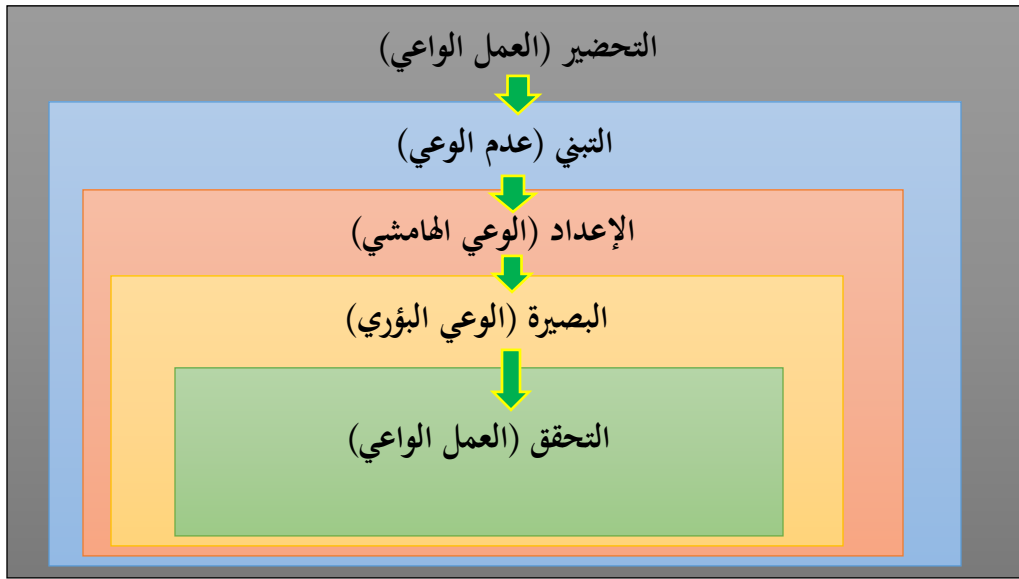 التحضير (العمل الواعي)
التبني (عدم الوعي)
الإعداد (الوعي الهامشي)
البصيرة (الوعي البؤري)
التحقق (العمل الواعي)